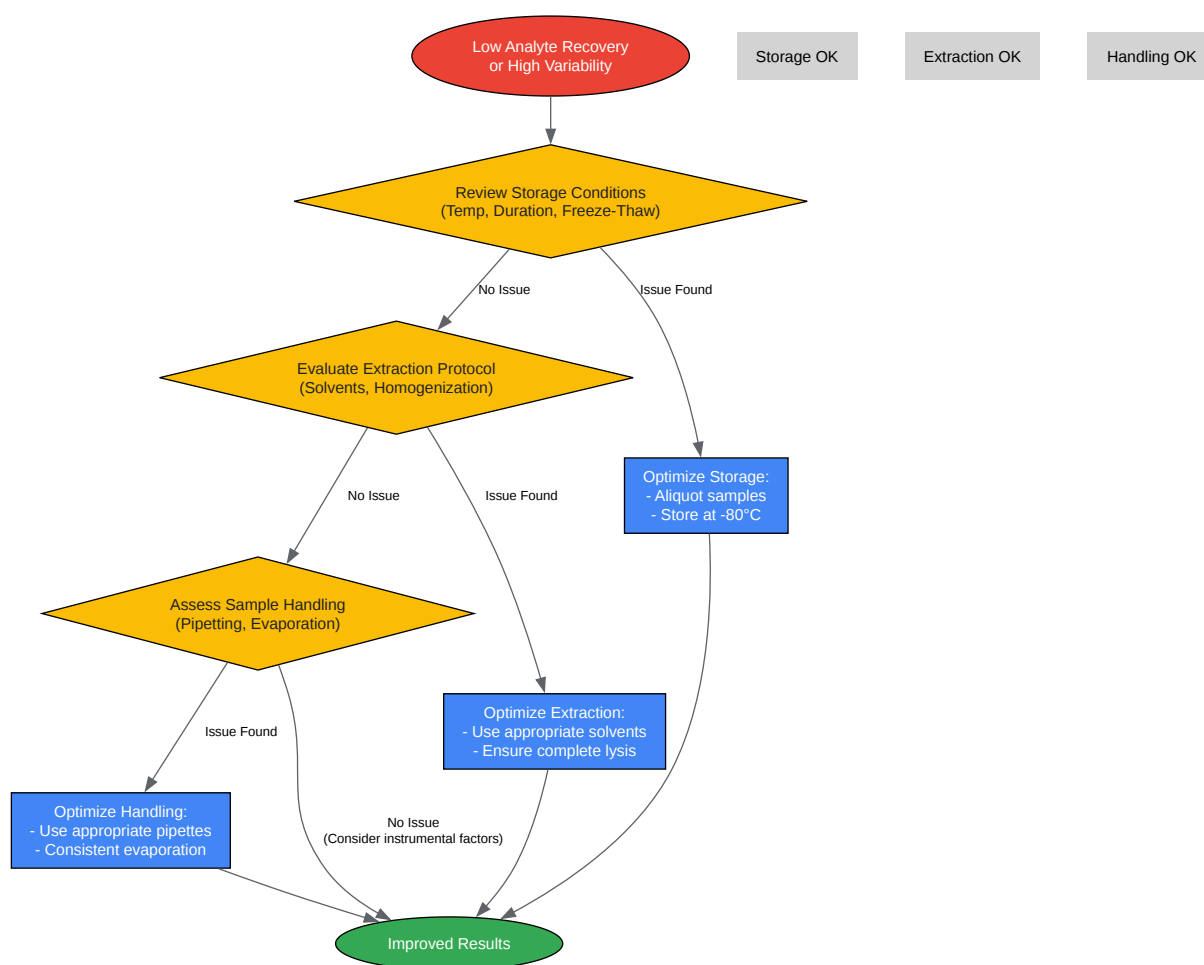 Low Analyte Recovery
or High Variability
Storage OK
Extraction OK
Handling OK
Review Storage Conditions
(Temp, Duration, Freeze-Thaw)
No Issue
Issue Found
Evaluate Extraction Protocol
(Solvents, Homogenization)
No Issue
Issue Found
Optimize Storage:
- Aliquot samples
- Store at -80°C
Assess Sample Handling
(Pipetting, Evaporation)
Issue Found
Optimize Extraction:
- Use appropriate solvents
- Ensure complete lysis
Optimize Handling:
- Use appropriate pipettes
- Consistent evaporation
No Issue
(Consider instrumental factors)
Improved Results